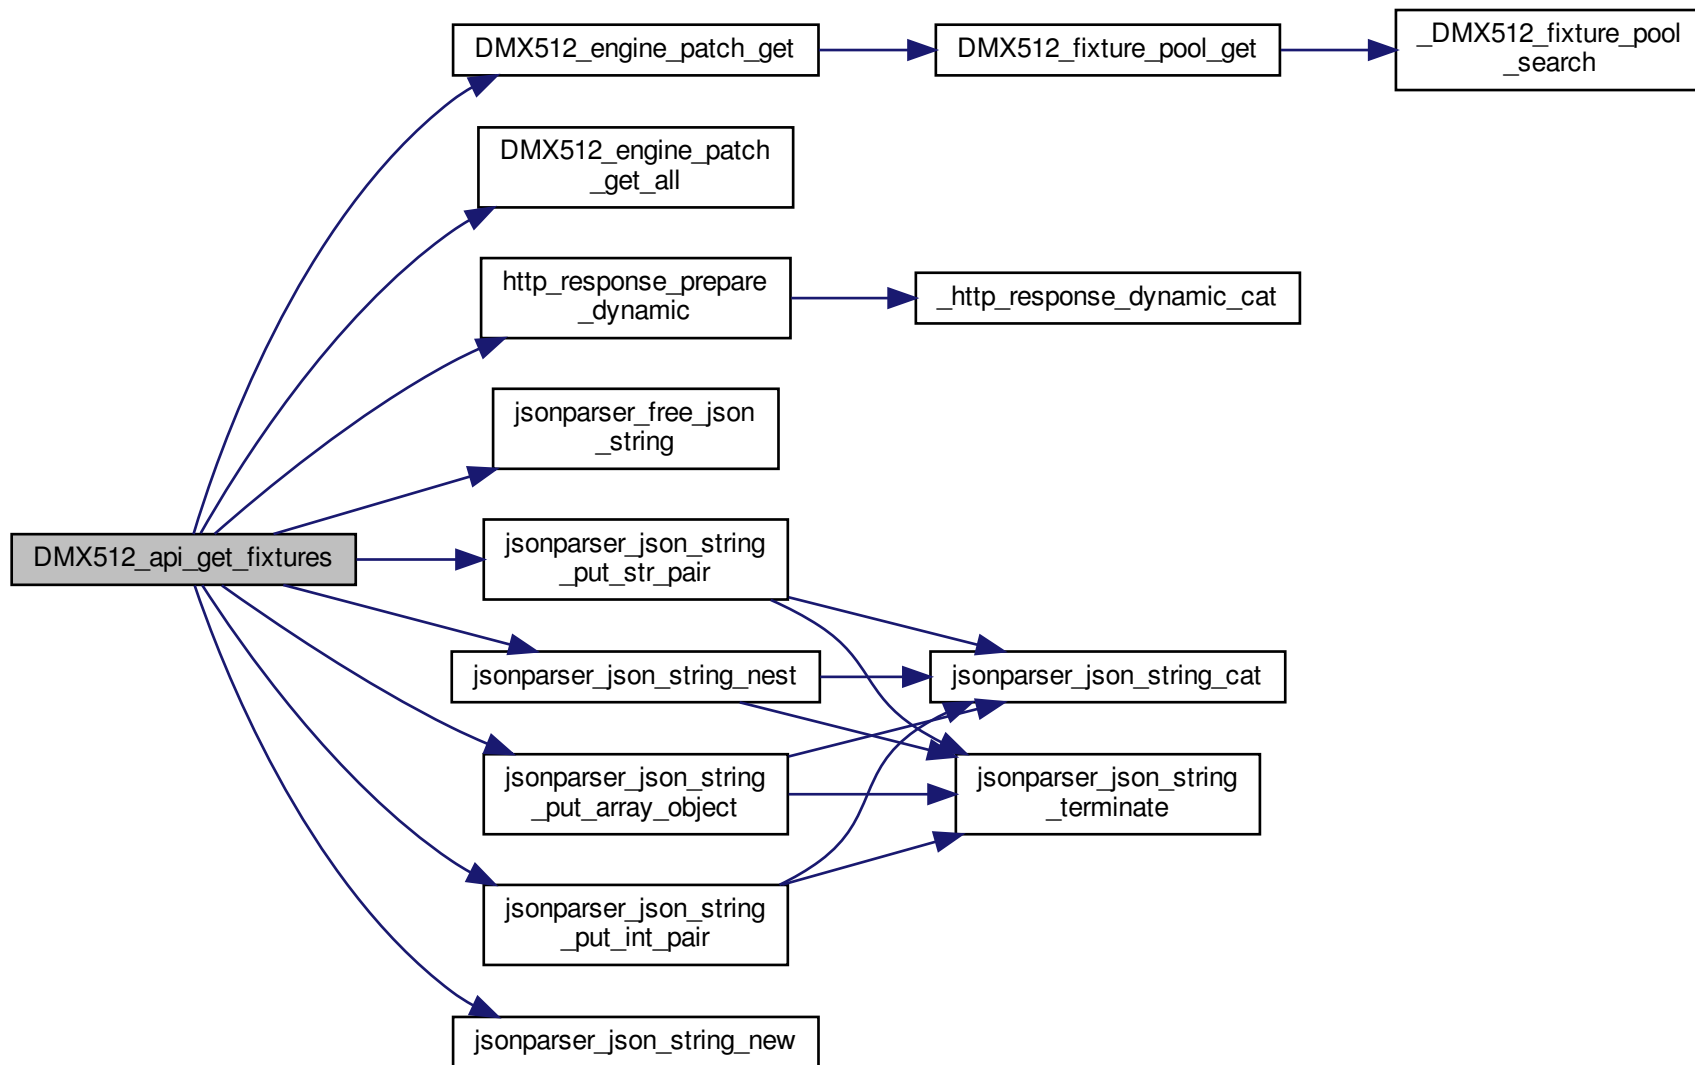 DMX512_engine_patch_get
DMX512_fixture_pool_get
_DMX512_fixture_pool
_search
DMX512_engine_patch
_get_all
http_response_prepare
_dynamic
_http_response_dynamic_cat
jsonparser_free_json
_string
DMX512_api_get_fixtures
jsonparser_json_string
_put_str_pair
jsonparser_json_string_nest
jsonparser_json_string_cat
jsonparser_json_string
_put_array_object
jsonparser_json_string
_terminate
jsonparser_json_string
_put_int_pair
jsonparser_json_string_new